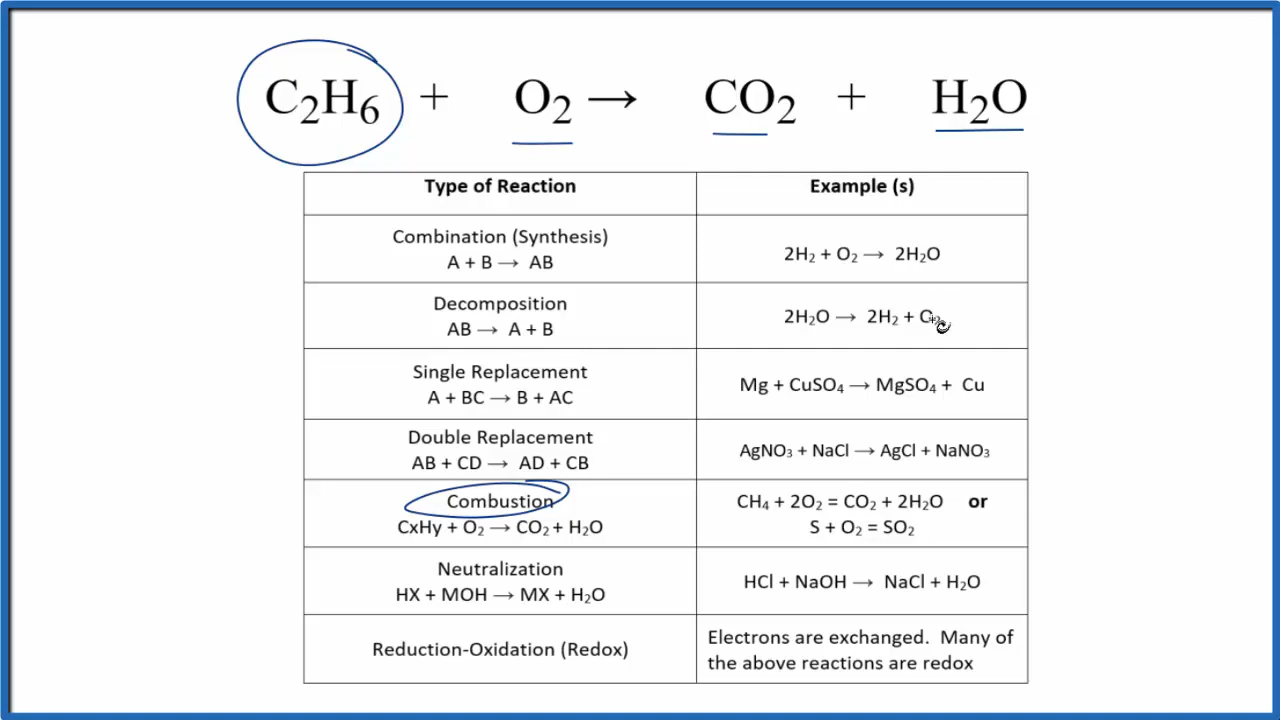 C₂H₆ + O₂ → CO₂ + H₂O
Type of Reaction
Example (s)
Combination (Synthesis)
A + B → AB
2H₂ + O₂ → 2H₂O
Decomposition
AB → A + B
2H₂O → 2H₂ +
Single Replacement
A + BC → B + AC
Mg + CuSO₄ → MgSO₄ + Cu
Double Replacement
AB + CD → AD + CB
AgNO₃ + NaCl → AgCl + NaNO₃
Combustion
CxHy + O₂ → CO₂ + H₂O
CH₄ + 2O₂ = CO₂ + 2H₂O or
S + O₂ = SO₂
Neutralization
HX + MOH → MX + H₂O
HCl + NaOH → NaCl + H₂O
Reduction-Oxidation (Redox)
Electrons are exchanged. Many of
the above reactions are redox